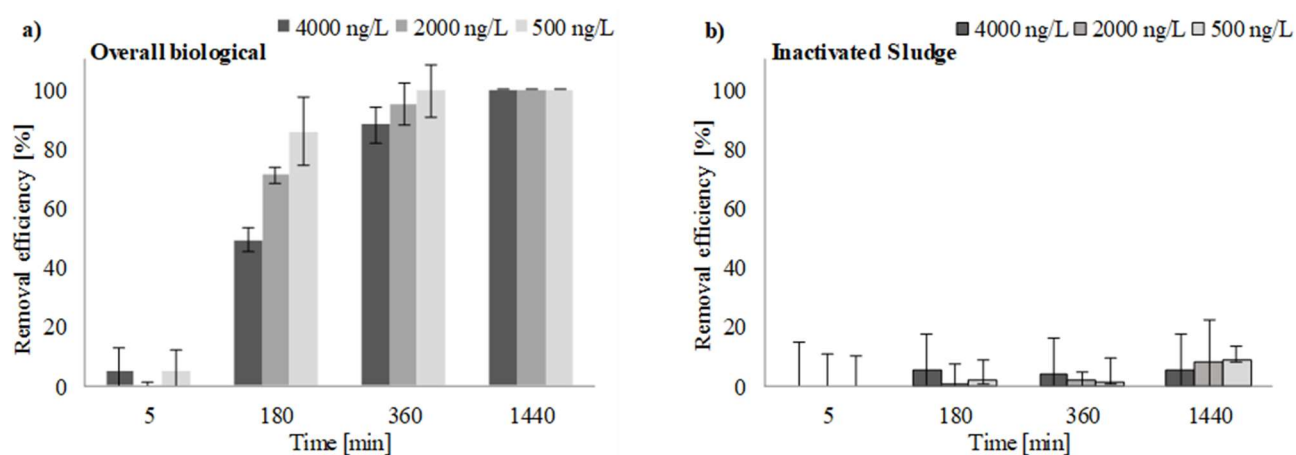 a)
4000 ng/L 2000 ng/L 500 ng/L
Overall biological
Removal efficiency [%]
100
80
60
40
20
0
5 180 360 1440
Time [min]
b)
4000 ng/L 2000 ng/L 500 ng/L
Inactivated Sludge
Removal efficiency [%]
100
80
60
40
20
0
5 180 360 1440
Time [min]